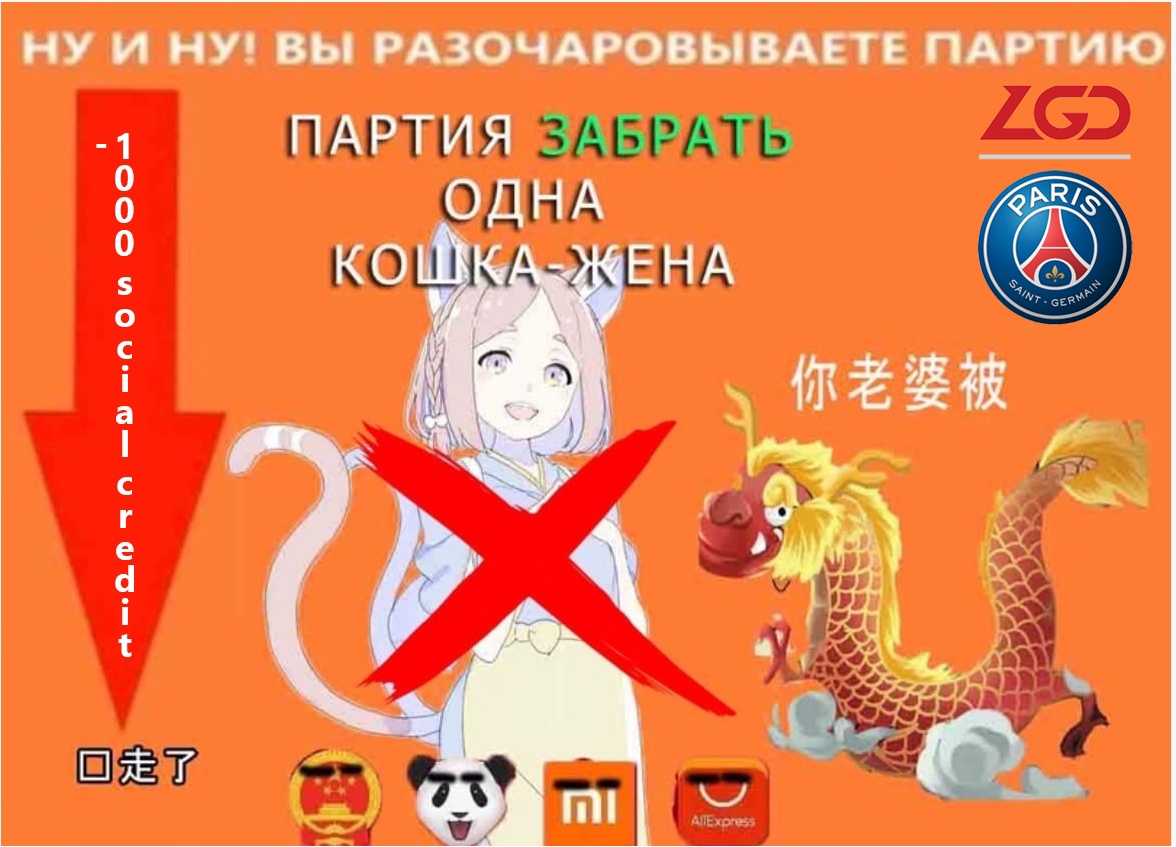 НУ И НУ! ВЫ РАЗОЧАРОВЫВАЕТЕ ПАРТИЮ
-1000 social credit
ПАРТИЯ ЗАБРАТЬ
ОДНА
КОШКА-ЖЕНА
LGD
PARIS
SAINT-GERMAIN
你老婆被
口走了
mi
AliExpress